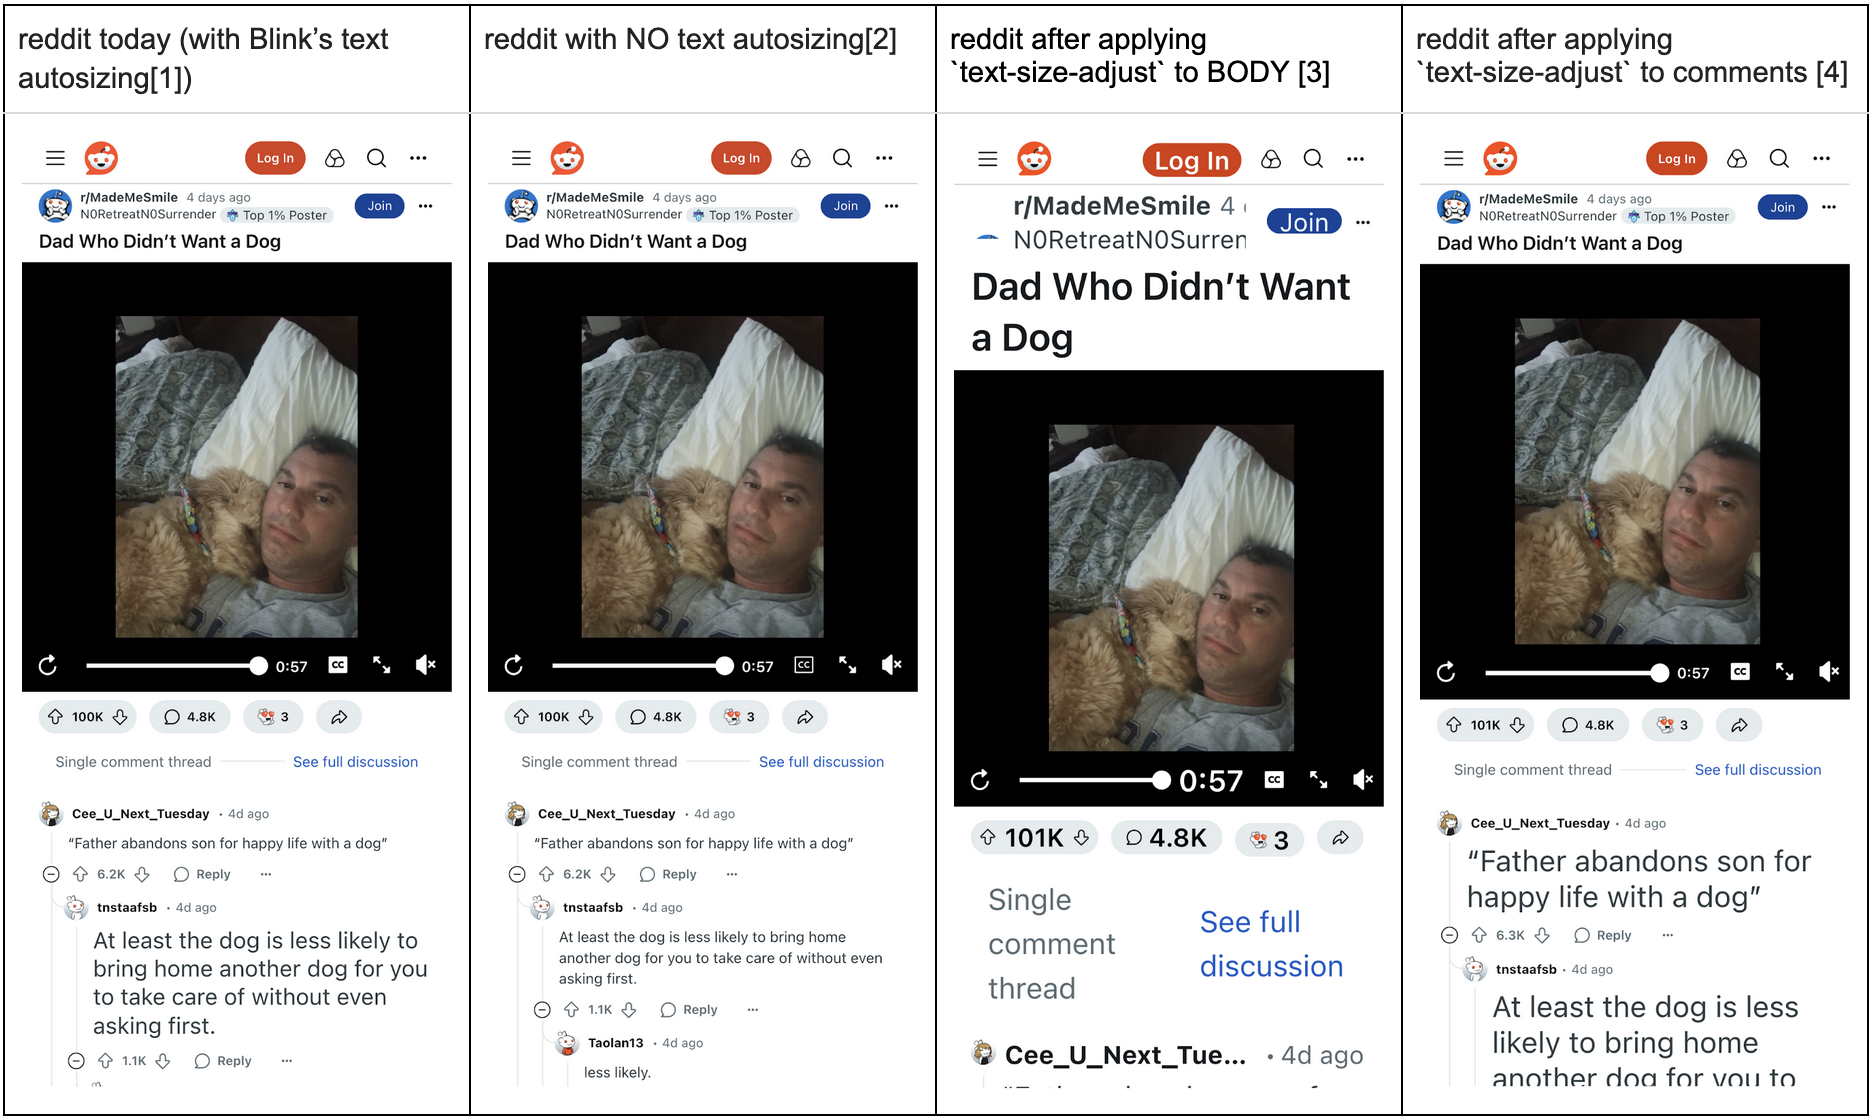 reddit today (with Blink’s text
autosizing[1])
Log In
r/MadeMeSmile 4 days ago
N0RetreatN0Surrender Top 1% Poster
Join
Dad Who Didn’t Want a Dog
0:57
CC
100K
4.8K
3
Single comment thread
See full discussion
Cee_U_Next_Tuesday • 4d ago
“Father abandons son for happy life with a dog”
6.2K
Reply
tnstaafsb • 4d ago
At least the dog is less likely to
bring home another dog for you
to take care of without even
asking first.
1.1K
Reply
reddit with NO text autosizing[2]
Log In
r/MadeMeSmile 4 days ago
N0RetreatN0Surrender Top 1% Poster
Join
Dad Who Didn’t Want a Dog
0:57
CC
100K
4.8K
3
Single comment thread
See full discussion
Cee_U_Next_Tuesday • 4d ago
“Father abandons son for happy life with a dog”
6.2K
Reply
tnstaafsb • 4d ago
At least the dog is less likely to bring home
another dog for you to take care of without even
asking first.
1.1K
Reply
Taolan13 • 4d ago
less likely.
reddit after applying
`text-size-adjust` to BODY [3]
Log In
r/MadeMeSmile 4
N0RetreatN0Surren
Join
Dad Who Didn’t Want
a Dog
0:57
CC
101K
4.8K
3
Single
comment
thread
See full
discussion
Cee_U_Next_Tue... • 4d ago
reddit after applying
`text-size-adjust` to comments [4]
Log In
r/MadeMeSmile 4 days ago
N0RetreatN0Surrender Top 1% Poster
Join
Dad Who Didn’t Want a Dog
0:57
CC
101K
4.8K
3
Single comment thread
See full discussion
Cee_U_Next_Tuesday • 4d ago
“Father abandons son for
happy life with a dog”
6.3K
Reply
tnstaafsb • 4d ago
At least the dog is less
likely to bring home
another dog for you to